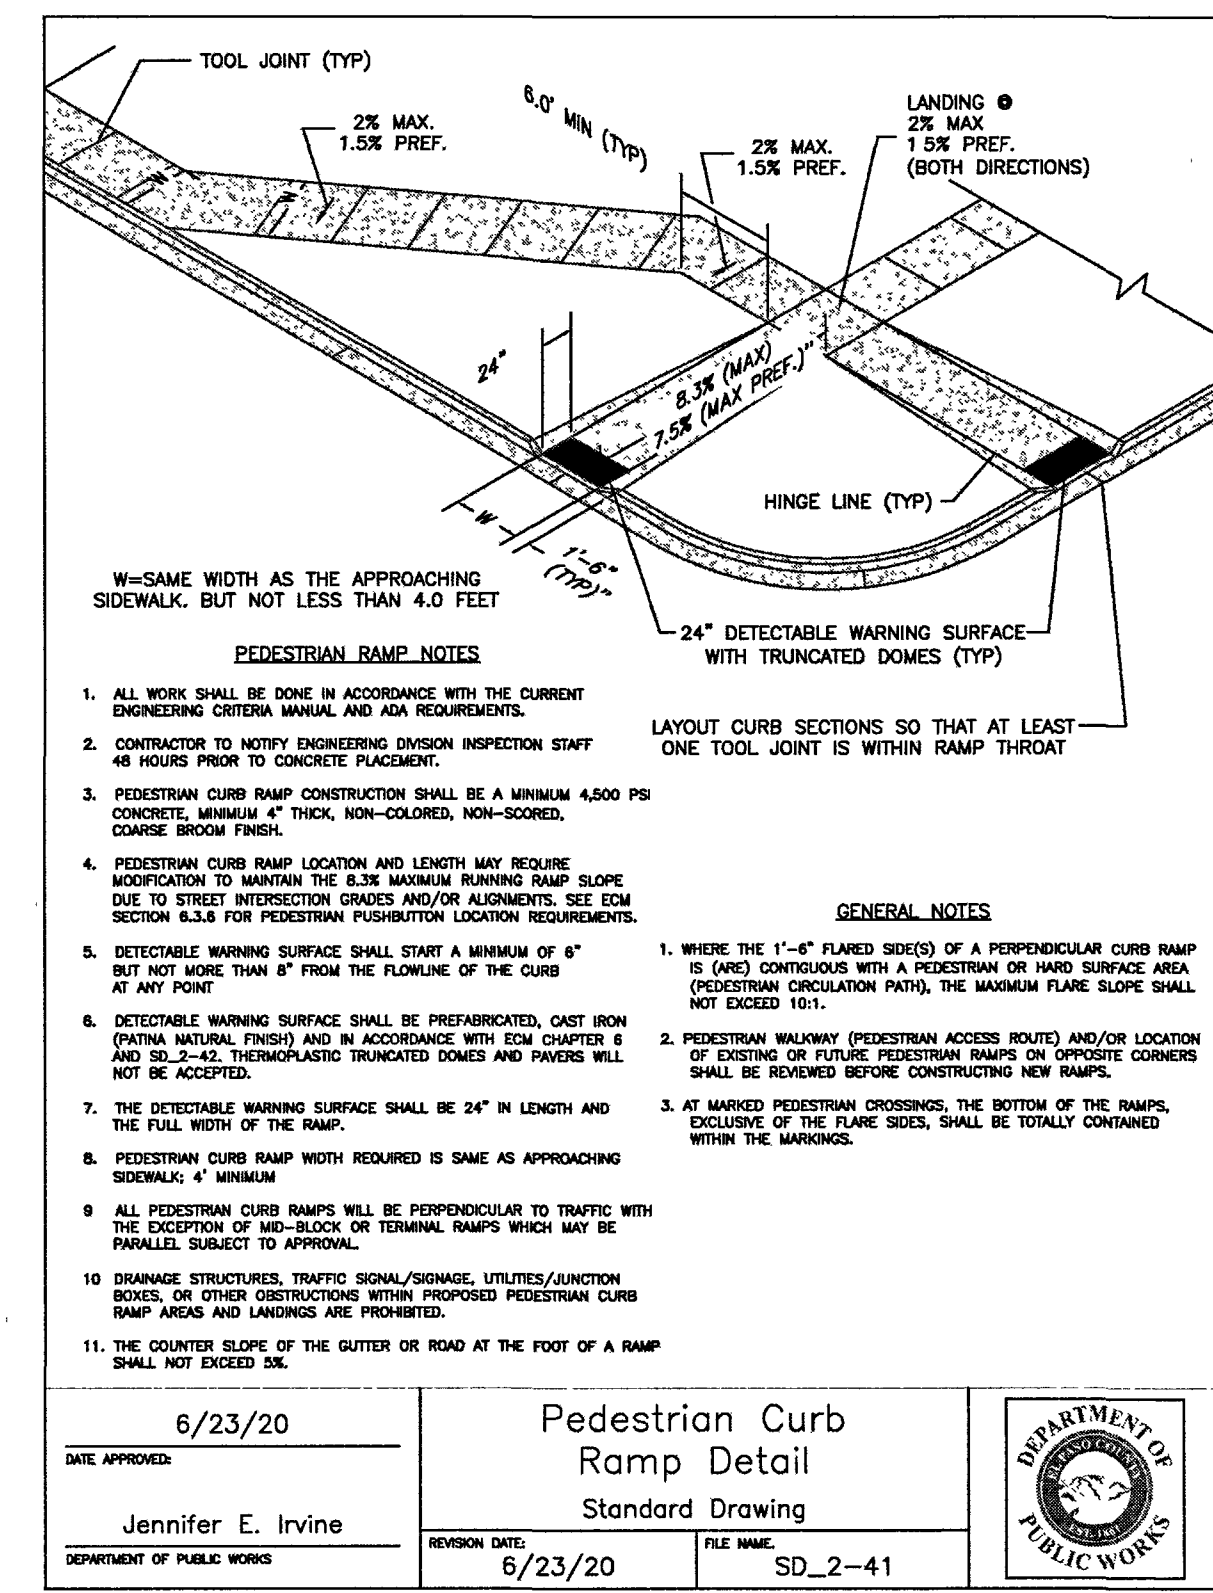 TOOL JOINT (TYP)
2% MAX.
1.5% PREF.
6.0' MIN (TYP)
2% MAX.
1.5% PREF.
LANDING
2% MAX
1 5% PREF.
(BOTH DIRECTIONS)
W
W
24"
8.3% (MAX)
7.5% (MAX PREF.)"
HINGE LINE (TYP)
W
1'-6"
(TYP)"
W=SAME WIDTH AS THE APPROACHING
SIDEWALK. BUT NOT LESS THAN 4.0 FEET
24" DETECTABLE WARNING SURFACE
WITH TRUNCATED DOMES (TYP)
LAYOUT CURB SECTIONS SO THAT AT LEAST
ONE TOOL JOINT IS WITHIN RAMP THROAT
PEDESTRIAN RAMP NOTES
1. ALL WORK SHALL BE DONE IN ACCORDANCE WITH THE CURRENT
ENGINEERING CRITERIA MANUAL AND ADA REQUIREMENTS.
2. CONTRACTOR TO NOTIFY ENGINEERING DIVISION INSPECTION STAFF
48 HOURS PRIOR TO CONCRETE PLACEMENT.
3. PEDESTRIAN CURB RAMP CONSTRUCTION SHALL BE A MINIMUM 4,500 PSI
CONCRETE, MINIMUM 4" THICK, NON-COLORED, NON-SCORED,
COARSE BROOM FINISH.
4. PEDESTRIAN CURB RAMP LOCATION AND LENGTH MAY REQUIRE
MODIFICATION TO MAINTAIN THE 8.3% MAXIMUM RUNNING RAMP SLOPE
DUE TO STREET INTERSECTION GRADES AND/OR ALIGNMENTS. SEE ECM
SECTION 6.3.6 FOR PEDESTRIAN PUSHBUTTON LOCATION REQUIREMENTS.
5. DETECTABLE WARNING SURFACE SHALL START A MINIMUM OF 6"
BUT NOT MORE THAN 8" FROM THE FLOWLINE OF THE CURB
AT ANY POINT
6. DETECTABLE WARNING SURFACE SHALL BE PREFABRICATED, CAST IRON
(PATINA NATURAL FINISH) AND IN ACCORDANCE WITH ECM CHAPTER 6
AND SD_2-42. THERMOPLASTIC TRUNCATED DOMES AND PAVERS WILL
NOT BE ACCEPTED.
7. THE DETECTABLE WARNING SURFACE SHALL BE 24" IN LENGTH AND
THE FULL WIDTH OF THE RAMP.
8. PEDESTRIAN CURB RAMP WIDTH REQUIRED IS SAME AS APPROACHING
SIDEWALK; 4' MINIMUM
9 ALL PEDESTRIAN CURB RAMPS WILL BE PERPENDICULAR TO TRAFFIC WITH
THE EXCEPTION OF MID-BLOCK OR TERMINAL RAMPS WHICH MAY BE
PARALLEL SUBJECT TO APPROVAL.
10 DRAINAGE STRUCTURES, TRAFFIC SIGNAL/SIGNAGE, UTILITIES/JUNCTION
BOXES, OR OTHER OBSTRUCTIONS WITHIN PROPOSED PEDESTRIAN CURB
RAMP AREAS AND LANDINGS ARE PROHIBITED.
11. THE COUNTER SLOPE OF THE GUTTER OR ROAD AT THE FOOT OF A RAMP
SHALL NOT EXCEED 5%.
GENERAL NOTES
1. WHERE THE 1'-6" FLARED SIDE(S) OF A PERPENDICULAR CURB RAMP
IS (ARE) CONTIGUOUS WITH A PEDESTRIAN OR HARD SURFACE AREA
(PEDESTRIAN CIRCULATION PATH), THE MAXIMUM FLARE SLOPE SHALL
NOT EXCEED 10:1.
2. PEDESTRIAN WALKWAY (PEDESTRIAN ACCESS ROUTE) AND/OR LOCATION
OF EXISTING OR FUTURE PEDESTRIAN RAMPS ON OPPOSITE CORNERS
SHALL BE REVIEWED BEFORE CONSTRUCTING NEW RAMPS.
3. AT MARKED PEDESTRIAN CROSSINGS, THE BOTTOM OF THE RAMPS,
EXCLUSIVE OF THE FLARE SIDES, SHALL BE TOTALLY CONTAINED
WITHIN THE MARKINGS.
6/23/20
DATE APPROVED:
Jennifer E. Irvine
DEPARTMENT OF PUBLIC WORKS
Pedestrian Curb
Ramp Detail
Standard Drawing
REVISION DATE:
6/23/20
FILE NAME.
SD_2-41
DEPARTMENT OF
PUBLIC WORKS
EL PASO COUNTY